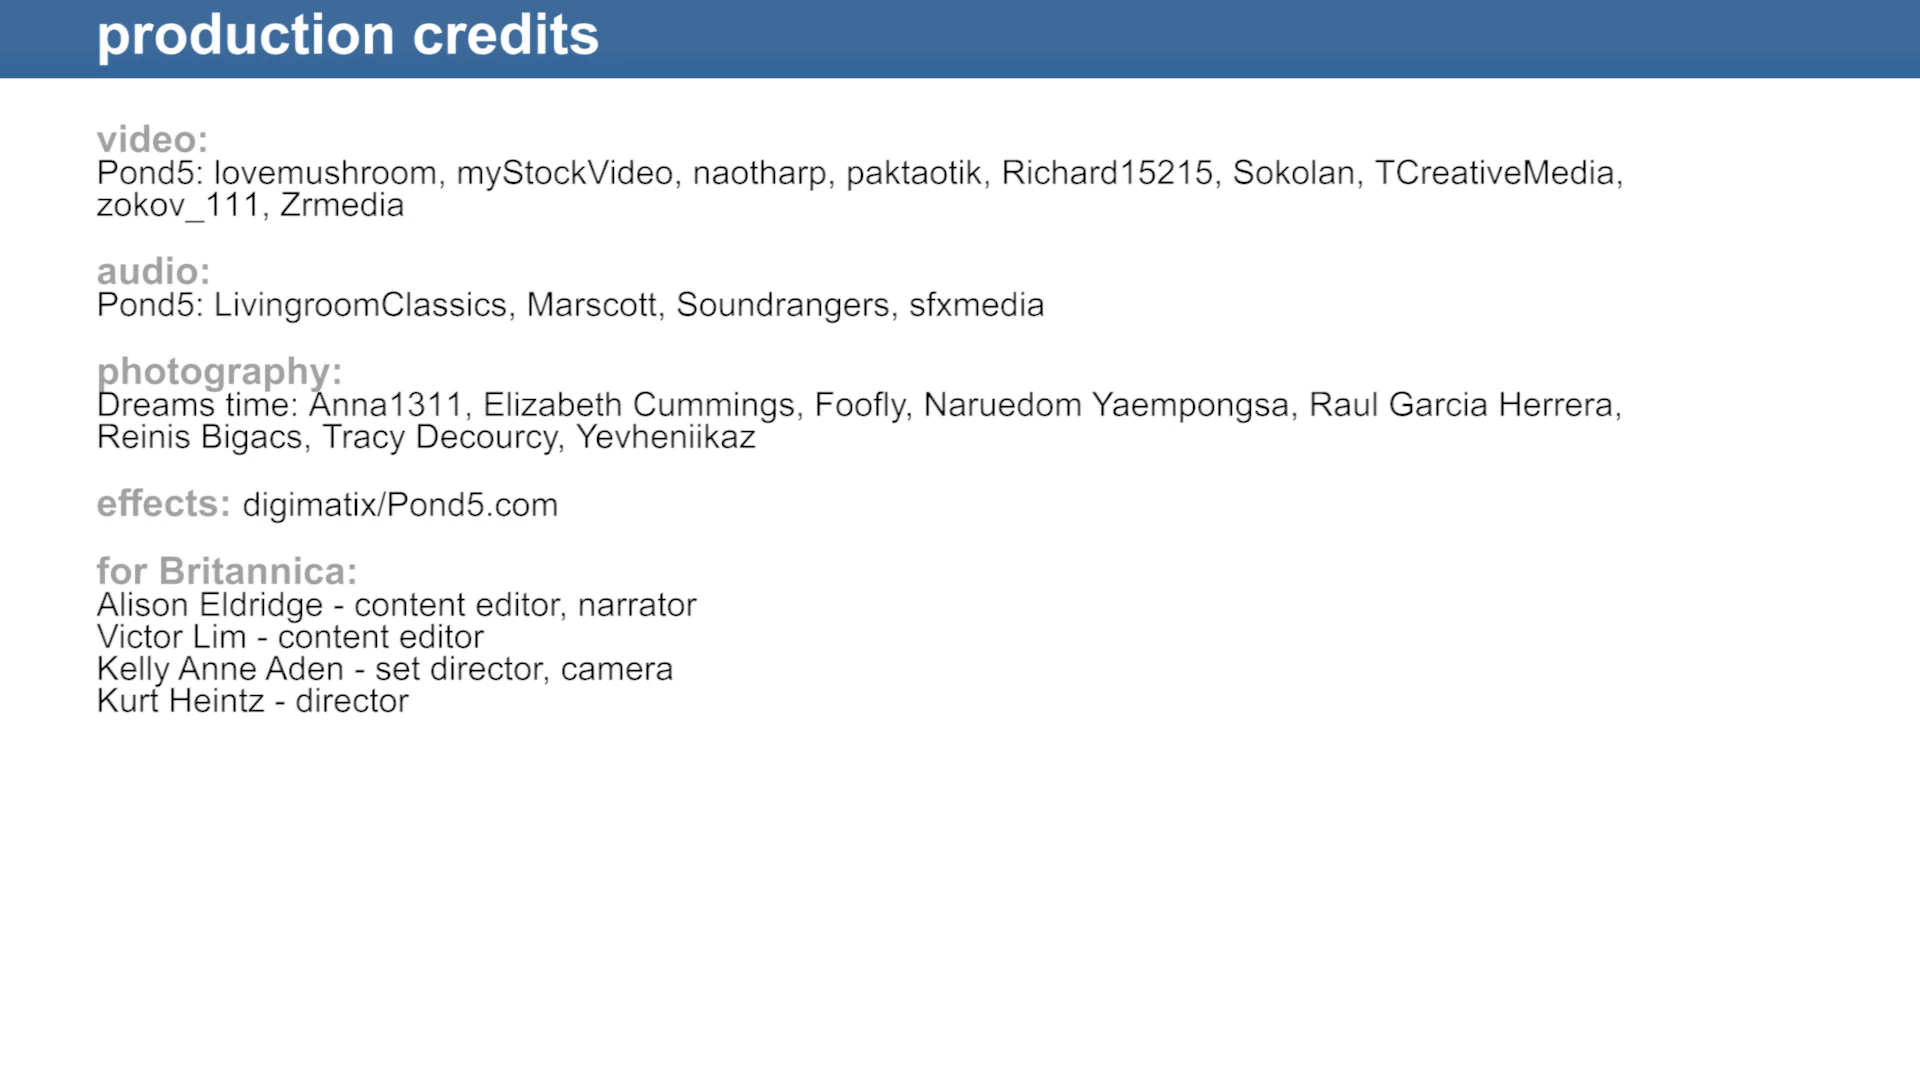 production credits
video:
Pond5: lovemushroom, myStockVideo, naotharp, paktaotik, Richard15215, Sokolan, TCreativeMedia,
zokov_111, Zrmedia
audio:
Pond5: LivingroomClassics, Marscott, Soundrangers, sfxmedia
photography:
Dreams time: Anna1311, Elizabeth Cummings, Foofly, Naruedom Yaempongsa, Raul Garcia Herrera,
Reinis Bigacs, Tracy Decourcy, Yevheniikaz
effects: digimatix/Pond5.com
for Britannica:
Alison Eldridge - content editor, narrator
Victor Lim - content editor
Kelly Anne Aden - set director, camera
Kurt Heintz - director